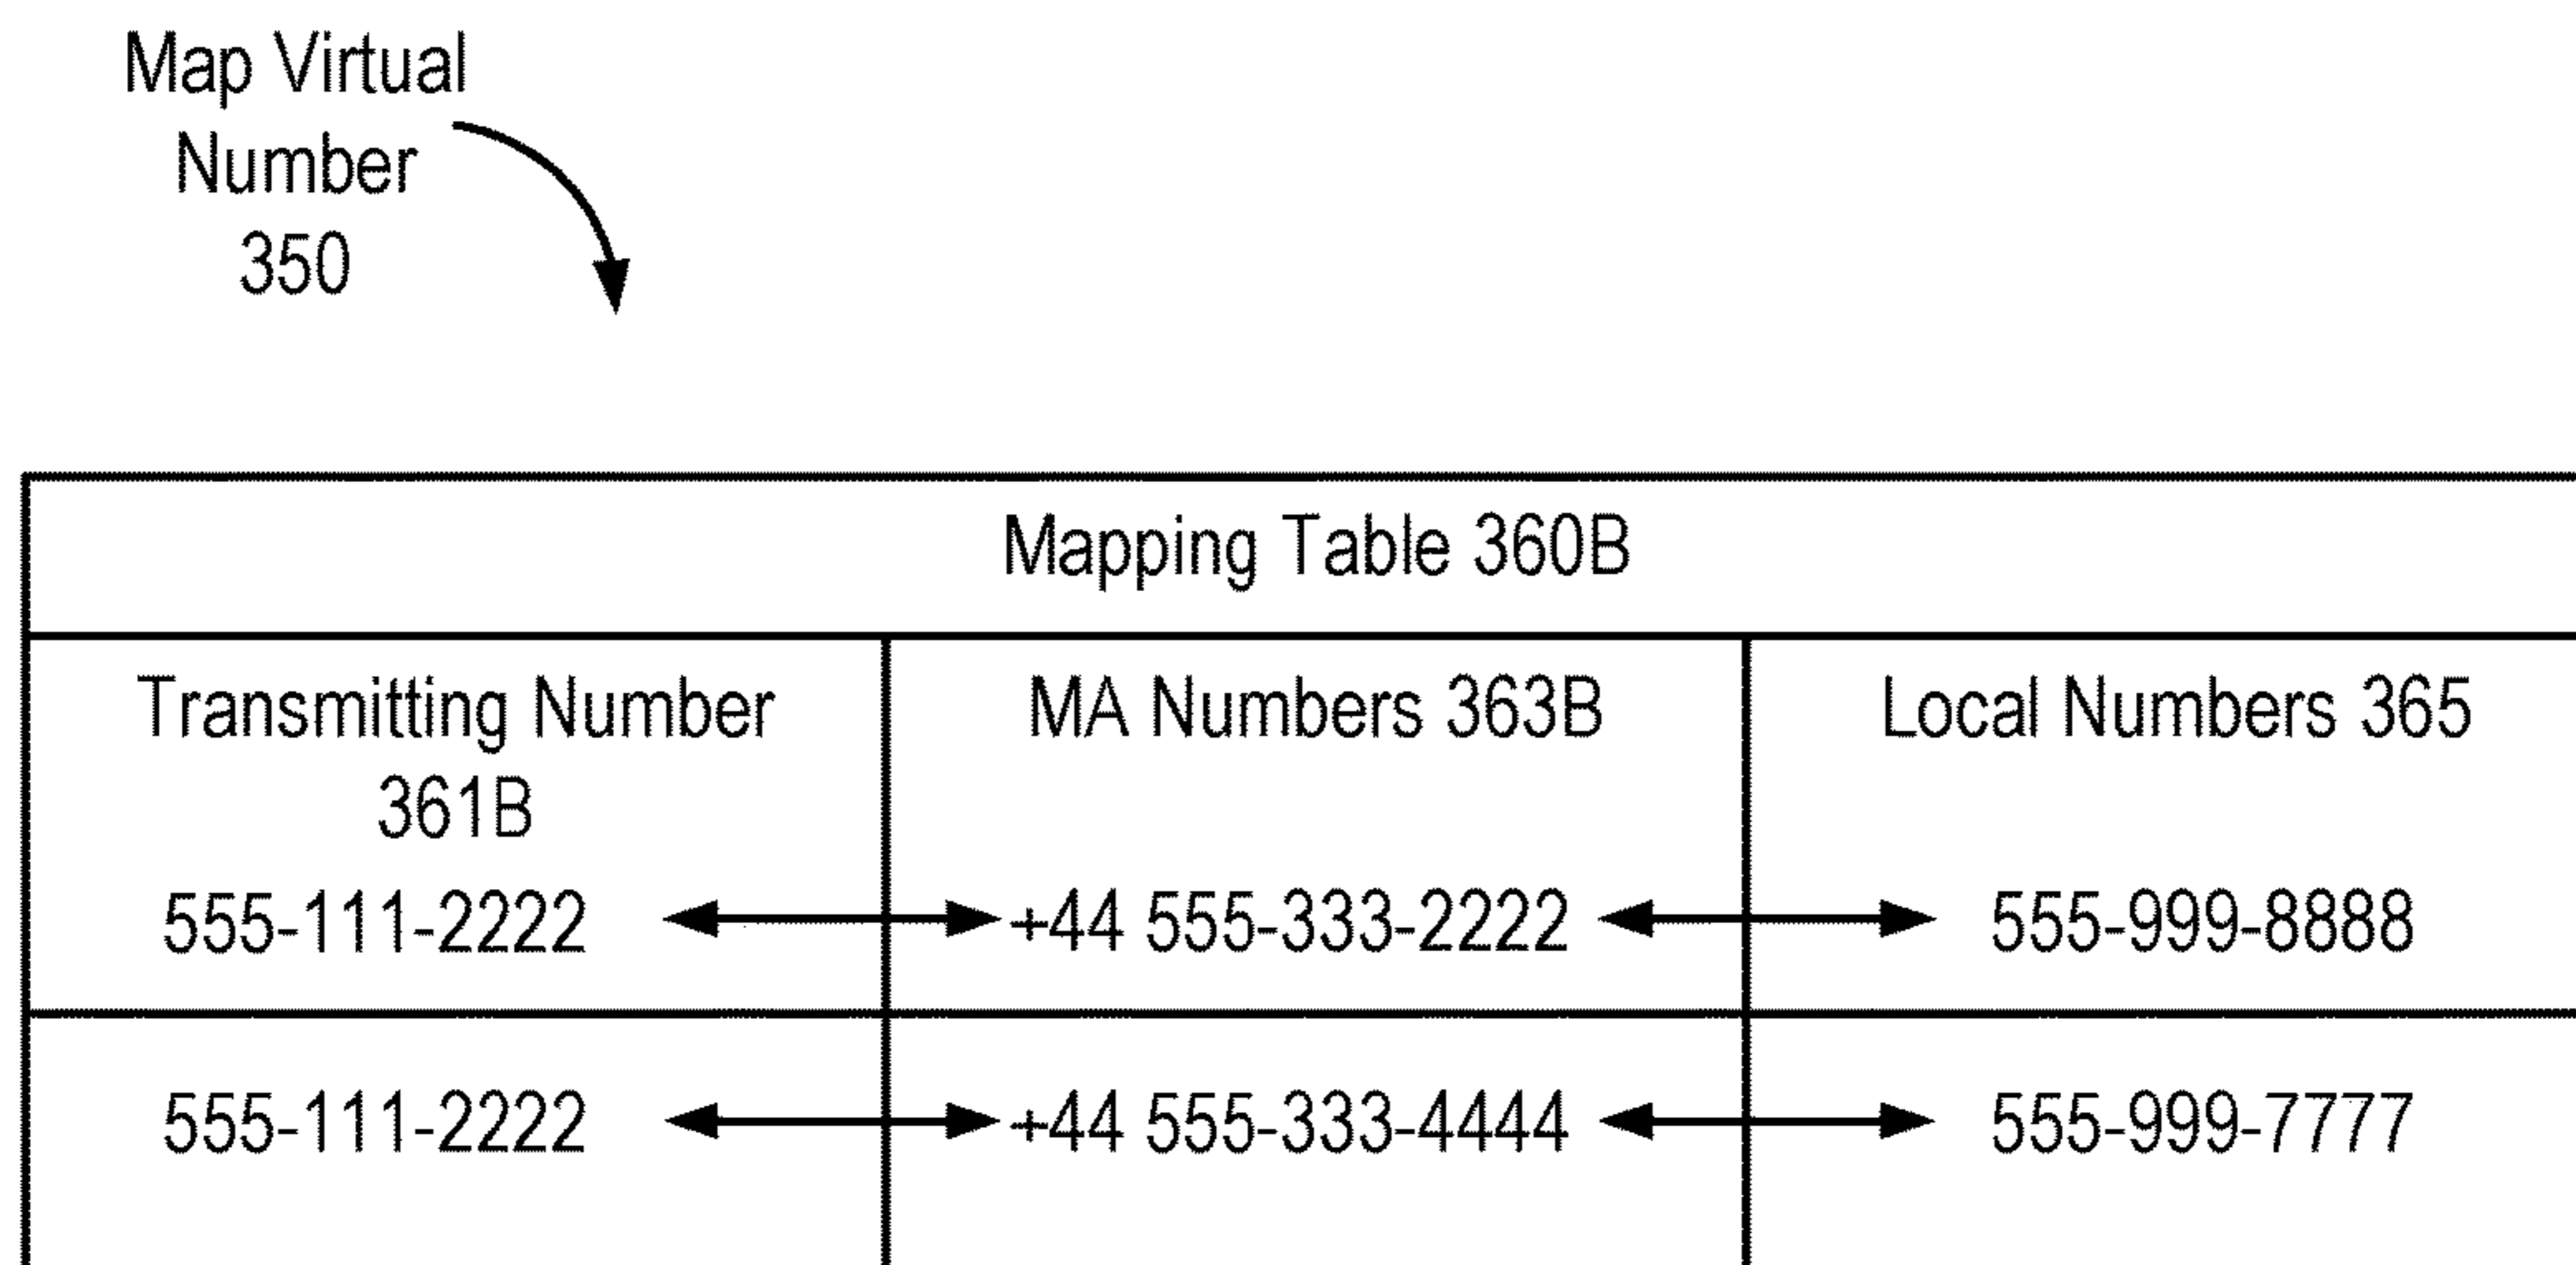 Map Virtual
Number
350
Mapping Table 360B
Transmitting Number
361B
MA Numbers 363B
Local Numbers 365
555-111-2222
+44 555-333-2222
555-999-8888
555-111-2222
+44 555-333-4444
555-999-7777